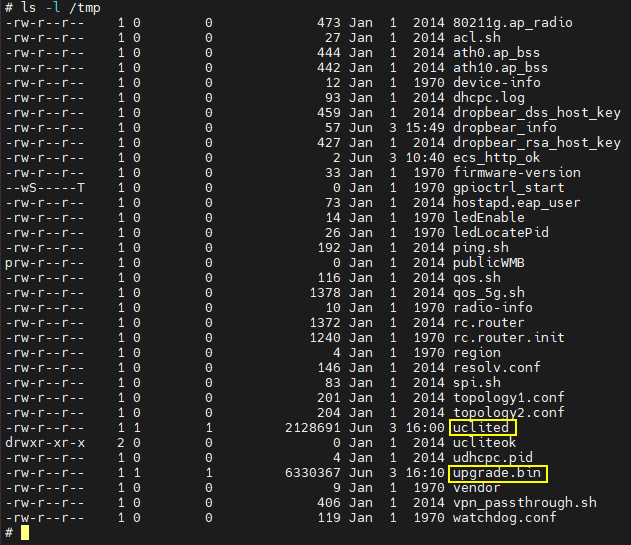 # ls -l /tmp
-rw-r--r-- 1 0 0 473 Jan 1 2014 80211g.ap_radio
-rw-r--r-- 1 0 0 27 Jan 1 2014 acl.sh
-rw-r--r-- 1 0 0 444 Jan 1 2014 ath0.ap_bss
-rw-r--r-- 1 0 0 442 Jan 1 2014 ath10.ap_bss
-rw-r--r-- 1 0 0 12 Jan 1 1970 device-info
-rw-r--r-- 1 0 0 93 Jan 1 2014 dhcpc.log
-rw-r--r-- 1 0 0 459 Jan 1 2014 dropbear_dss_host_key
-rw-r--r-- 1 0 0 57 Jun 3 15:49 dropbear_info
-rw-r--r-- 1 0 0 427 Jan 1 2014 dropbear_rsa_host_key
-rw-r--r-- 1 0 0 2 Jun 3 10:40 ecs_http_ok
-rw-r--r-- 1 0 0 33 Jan 1 1970 firmware-version
--wS-----T 1 0 0 0 Jan 1 1970 gpioctrl_start
-rw-r--r-- 1 0 0 73 Jan 1 2014 hostapd.eap_user
-rw-r--r-- 1 0 0 14 Jan 1 1970 ledEnable
-rw-r--r-- 1 0 0 26 Jan 1 1970 ledLocatePid
-rw-r--r-- 1 0 0 192 Jan 1 2014 ping.sh
prw-r--r-- 1 0 0 0 Jan 1 2014 publicWMB
-rw-r--r-- 1 0 0 116 Jan 1 2014 qos.sh
-rw-r--r-- 1 0 0 1378 Jan 1 2014 qos_5g.sh
-rw-r--r-- 1 0 0 10 Jan 1 1970 radio-info
-rw-r--r-- 1 0 0 1372 Jan 1 2014 rc.router
-rw-r--r-- 1 0 0 1240 Jan 1 1970 rc.router.init
-rw-r--r-- 1 0 0 4 Jan 1 1970 region
-rw-r--r-- 1 0 0 146 Jan 1 2014 resolv.conf
-rw-r--r-- 1 0 0 83 Jan 1 2014 spi.sh
-rw-r--r-- 1 0 0 201 Jan 1 2014 topology1.conf
-rw-r--r-- 1 0 0 204 Jan 1 2014 topology2.conf
-rw-r--r-- 1 1 1 2128691 Jun 3 16:00 uclited
drwxr-xr-x 2 0 0 0 Jan 1 2014 ucliteok
-rw-r--r-- 1 0 0 4 Jan 1 2014 udhcpc.pid
-rw-r--r-- 1 1 1 6330367 Jun 3 16:10 upgrade.bin
-rw-r--r-- 1 0 0 9 Jan 1 1970 vendor
-rw-r--r-- 1 0 0 406 Jan 1 2014 vpn_passthrough.sh
-rw-r--r-- 1 0 0 119 Jan 1 1970 watchdog.conf
#